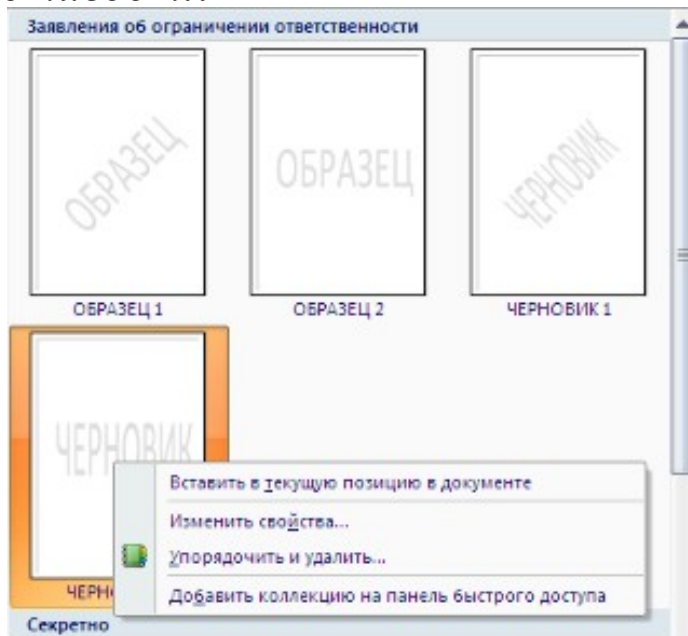 Заявления об ограничении ответственности
ОБРАЗЕЦ
ОБРАЗЕЦ
ЧЕРНОВИК
ОБРАЗЕЦ 1
ОБРАЗЕЦ 2
ЧЕРНОВИК 1
ЧЕРНОВИК
Вставить в текущую позицию в документе
Изменить свойства...
Упорядочить и удалить...
Добавить коллекцию на панель быстрого доступа
Секретно